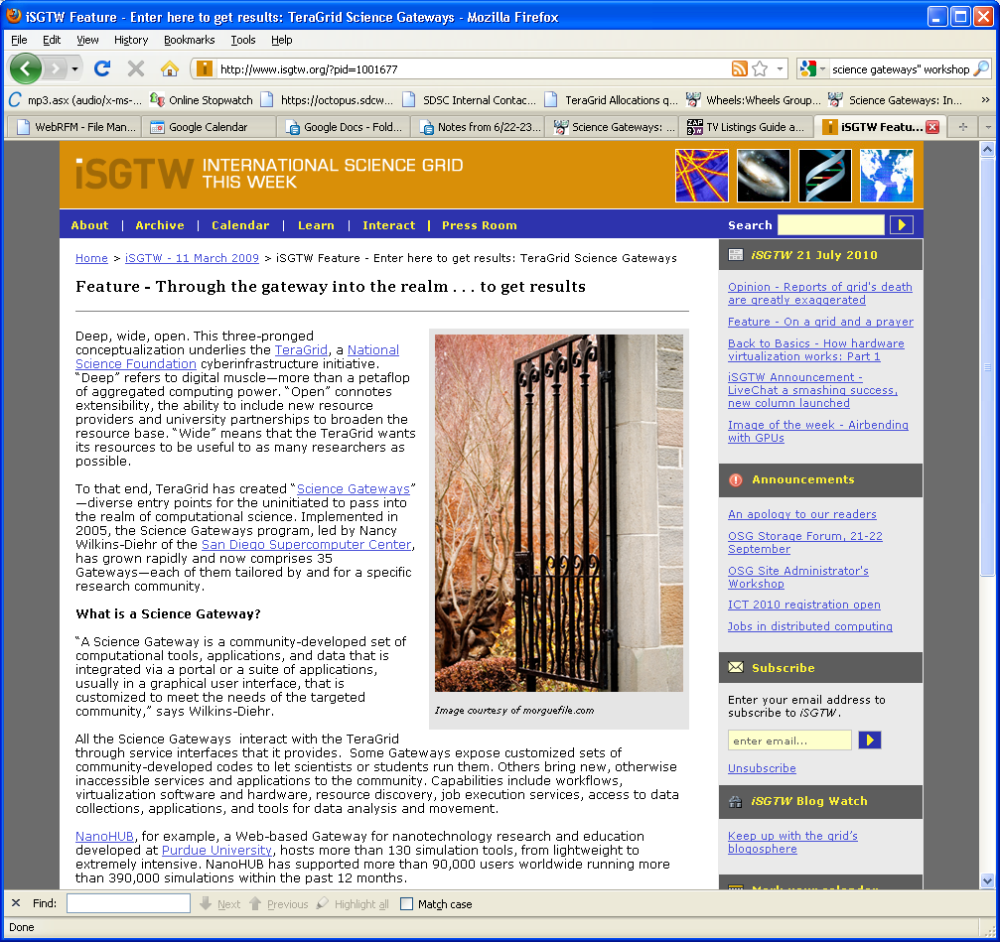 iSGTW Feature - Enter here to get results: TeraGrid Science Gateways - Mozilla Firefox
File Edit View History Bookmarks Tools Help
http://www.isgtw.org/?pid=1001677
science gateways" workshop
mp3.asx (audio/x-ms-...
Online Stopwatch
https://octopus.sdcw...
SDSC Internal Contac...
TeraGrid Allocations q...
Wheels:Wheels Group...
Science Gateways: In...
»
WebRFM - File Man...
Google Calendar
Google Docs - Fold...
Notes from 6/22-23...
Science Gateways: ...
TV Listings Guide a...
iSGTW Featu...
iSGTW INTERNATIONAL SCIENCE GRID
THIS WEEK
About | Archive | Calendar | Learn | Interact | Press Room
Search
Home > iSGTW - 11 March 2009 > iSGTW Feature - Enter here to get results: TeraGrid Science Gateways
Feature - Through the gateway into the realm . . . to get results
Deep, wide, open. This three-pronged
conceptualization underlies the TeraGrid, a National
Science Foundation cyberinfrastructure initiative.
“Deep” refers to digital muscle—more than a petaflop
of aggregated computing power. “Open” connotes
extensibility, the ability to include new resource
providers and university partnerships to broaden the
resource base. “Wide” means that the TeraGrid wants
its resources to be useful to as many researchers as
possible.
To that end, TeraGrid has created “Science Gateways”
—diverse entry points for the uninitiated to pass into
the realm of computational science. Implemented in
2005, the Science Gateways program, led by Nancy
Wilkins-Diehr of the San Diego Supercomputer Center,
has grown rapidly and now comprises 35
Gateways—each of them tailored by and for a specific
research community.
What is a Science Gateway?
“A Science Gateway is a community-developed set of
computational tools, applications, and data that is
integrated via a portal or a suite of applications,
usually in a graphical user interface, that is
customized to meet the needs of the targeted
community,” says Wilkins-Diehr.
Image courtesy of morguefile.com
All the Science Gateways interact with the TeraGrid
through service interfaces that it provides. Some Gateways expose customized sets of
community-developed codes to let scientists or students run them. Others bring new, otherwise
inaccessible services and applications to the community. Capabilities include workflows,
virtualization software and hardware, resource discovery, job execution services, access to data
collections, applications, and tools for data analysis and movement.
NanoHUB, for example, a Web-based Gateway for nanotechnology research and education
developed at Purdue University, hosts more than 130 simulation tools, from lightweight to
extremely intensive. NanoHUB has supported more than 90,000 users worldwide running more
than 390,000 simulations within the past 12 months.
iSGTW 21 July 2010
Opinion - Reports of grid's death
are greatly exaggerated
Feature - On a grid and a prayer
Back to Basics - How hardware
virtualization works: Part 1
iSGTW Announcement -
LiveChat a smashing success,
new column launched
Image of the week - Airbending
with GPUs
Announcements
An apology to our readers
OSG Storage Forum, 21-22
September
OSG Site Administrator's
Workshop
ICT 2010 registration open
Jobs in distributed computing
Subscribe
Enter your email address to
subscribe to iSGTW.
enter email...
Unsubscribe
iSGTW Blog Watch
Keep up with the grid’s
blogosphere
Mark your calendar
Find:
Next Previous Highlight all Match case
Done